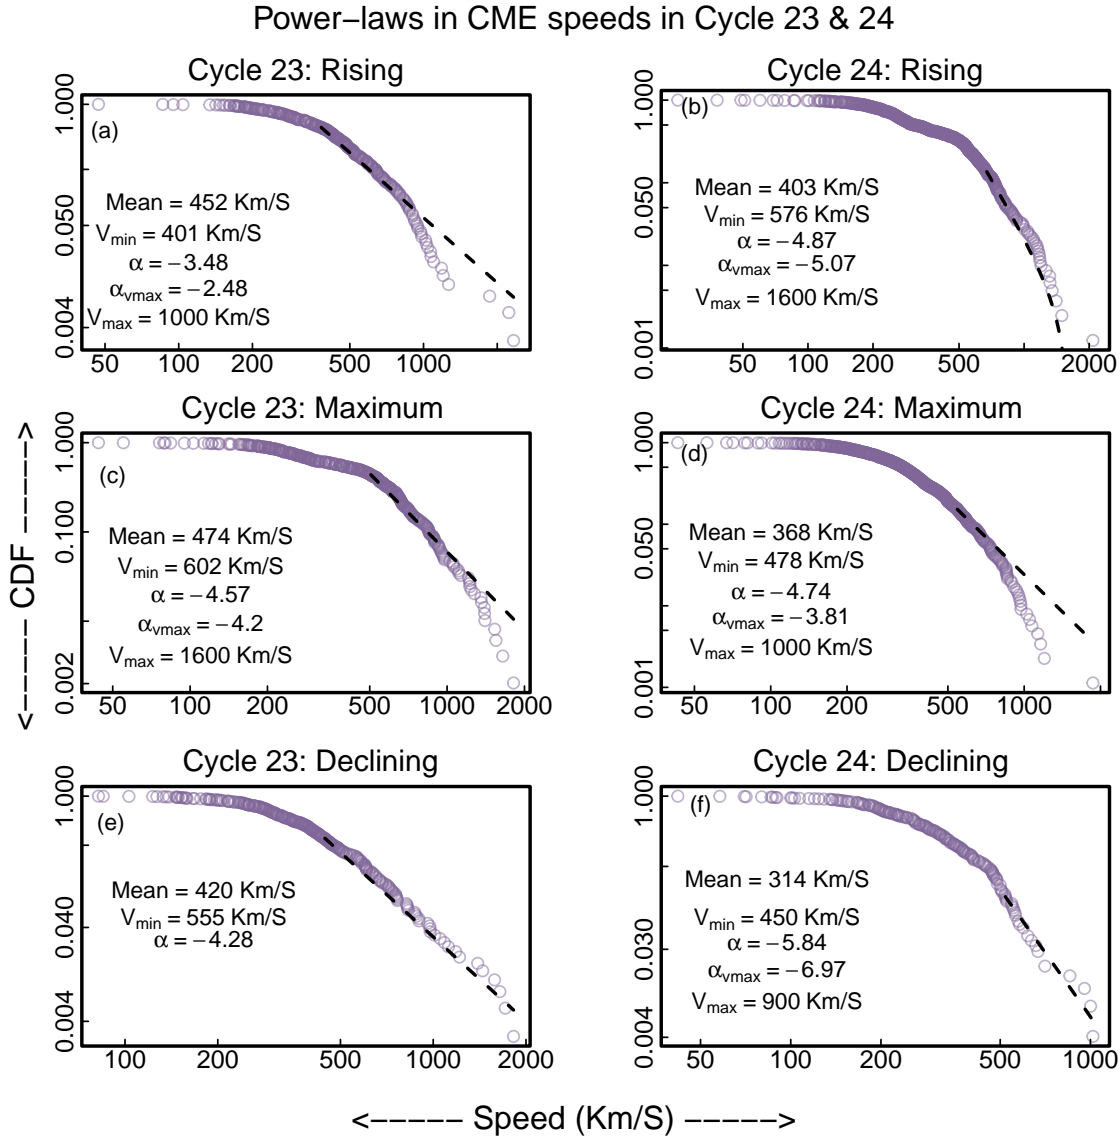 Power−laws in CME speeds in Cycle 23 & 24
Cycle 23: Rising
1.000
0.050
0.004
(a)
Mean = 452 Km/S
Vmin = 401 Km/S
α = −3.48
αvmax = −2.48
Vmax = 1000 Km/S
50 100 200 500 1000
Cycle 24: Rising
1.000
0.050
0.001
(b)
Mean = 403 Km/S
Vmin = 576 Km/S
α = −4.87
αvmax = −5.07
Vmax = 1600 Km/S
50 100 200 500 2000
Cycle 23: Maximum
1.000
0.100
0.002
(c)
Mean = 474 Km/S
Vmin = 602 Km/S
α = −4.57
αvmax = −4.2
Vmax = 1600 Km/S
50 100 200 500 1000 2000
Cycle 24: Maximum
1.000
0.050
0.001
(d)
Mean = 368 Km/S
Vmin = 478 Km/S
α = −4.74
αvmax = −3.81
Vmax = 1000 Km/S
50 100 200 500 1000
Cycle 23: Declining
1.000
0.040
0.004
(e)
Mean = 420 Km/S
Vmin = 555 Km/S
α = −4.28
100 200 500 1000 2000
Cycle 24: Declining
1.000
0.030
0.004
(f)
Mean = 314 Km/S
Vmin = 450 Km/S
α = −5.84
αvmax = −6.97
Vmax = 900 Km/S
50 100 200 500 1000
<−−−−− CDF −−−−−>
<−−−−− Speed (Km/S) −−−−−>